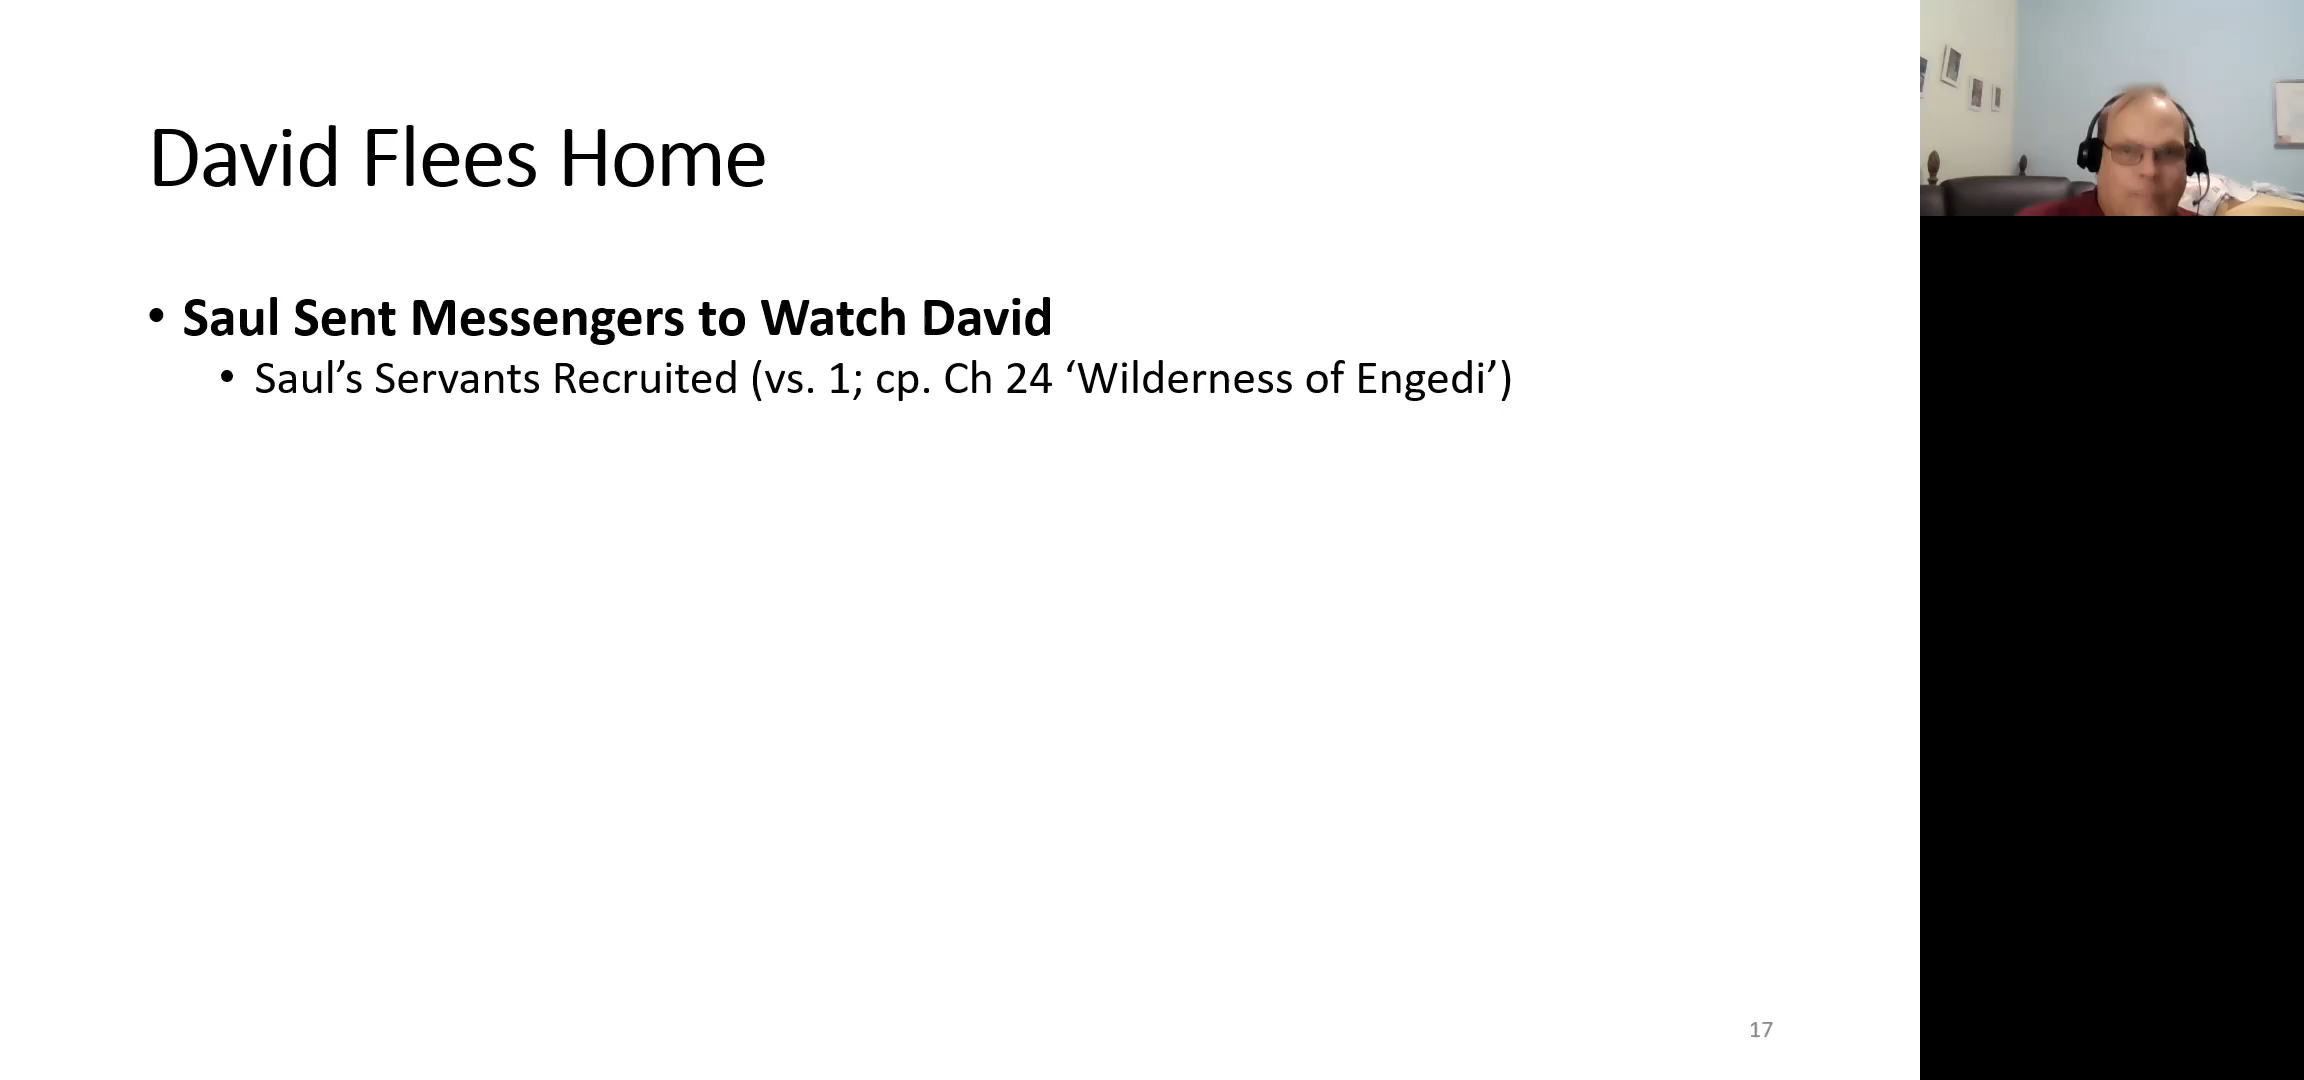 David Flees Home
• Saul Sent Messengers to Watch David
• Saul’s Servants Recruited (vs. 1; cp. Ch 24 ‘Wilderness of Engedi’)
17